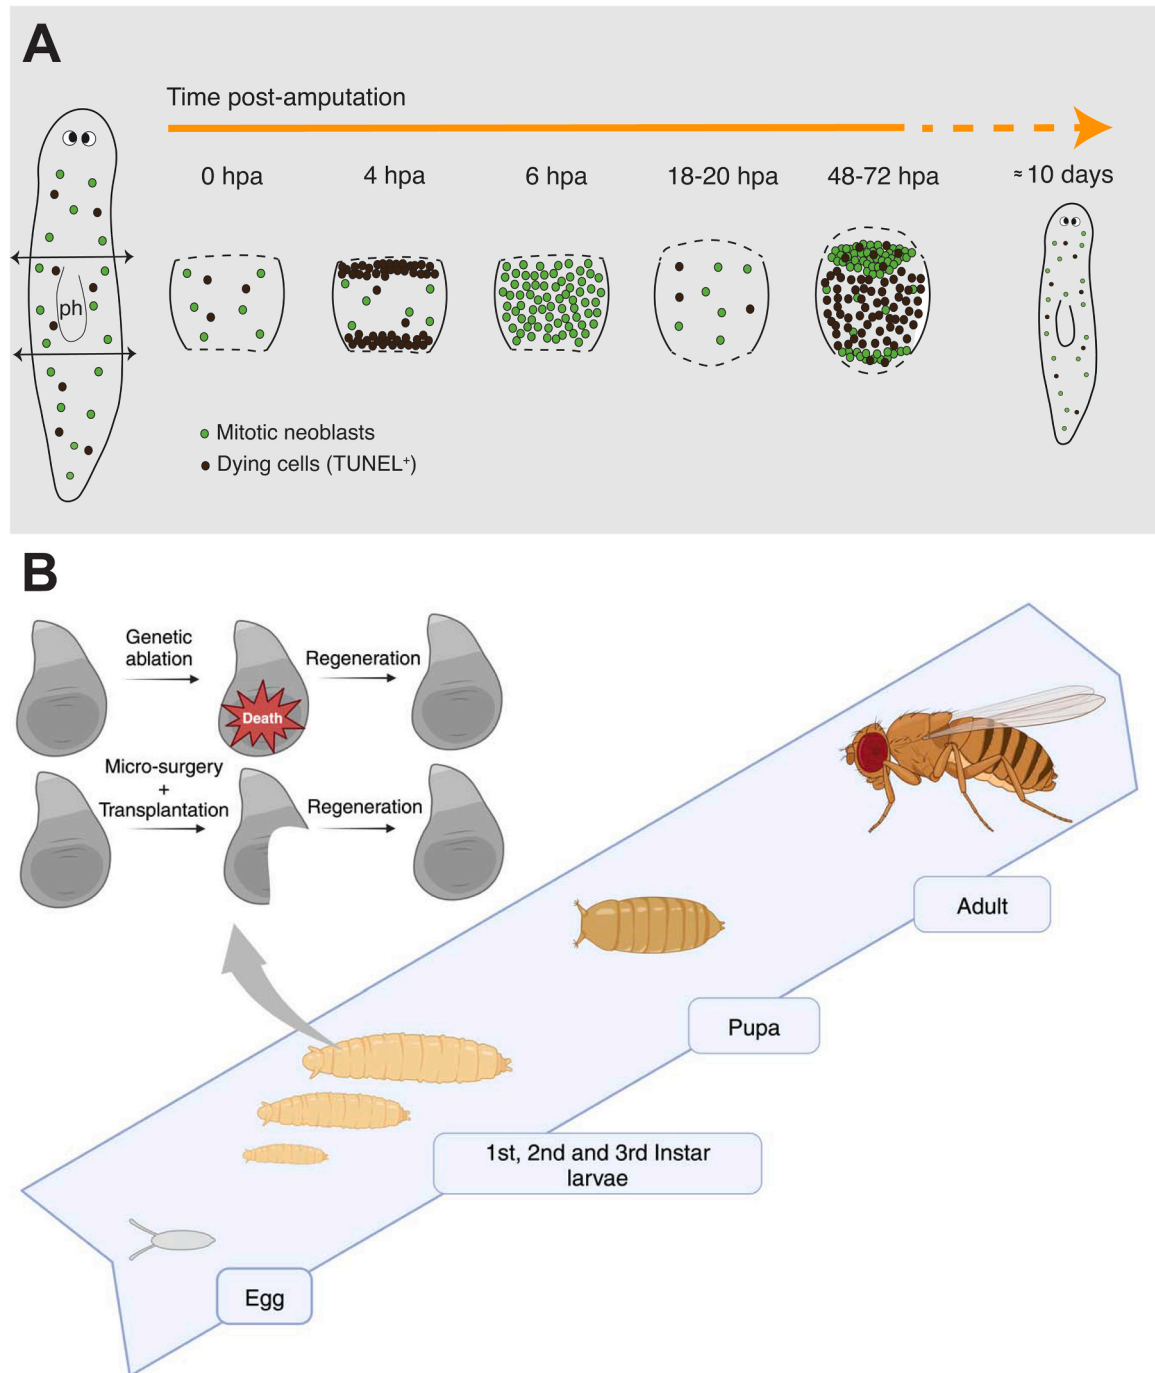 A
Time post-amputation
0 hpa
4 hpa
6 hpa
18-20 hpa
48-72 hpa
≈ 10 days
ph
Mitotic neoblasts
Dying cells (TUNEL⁺)
B
Genetic
ablation
Regeneration
Death
Micro-surgery
+
Transplantation
Regeneration
Adult
Pupa
1st, 2nd and 3rd Instar
larvae
Egg